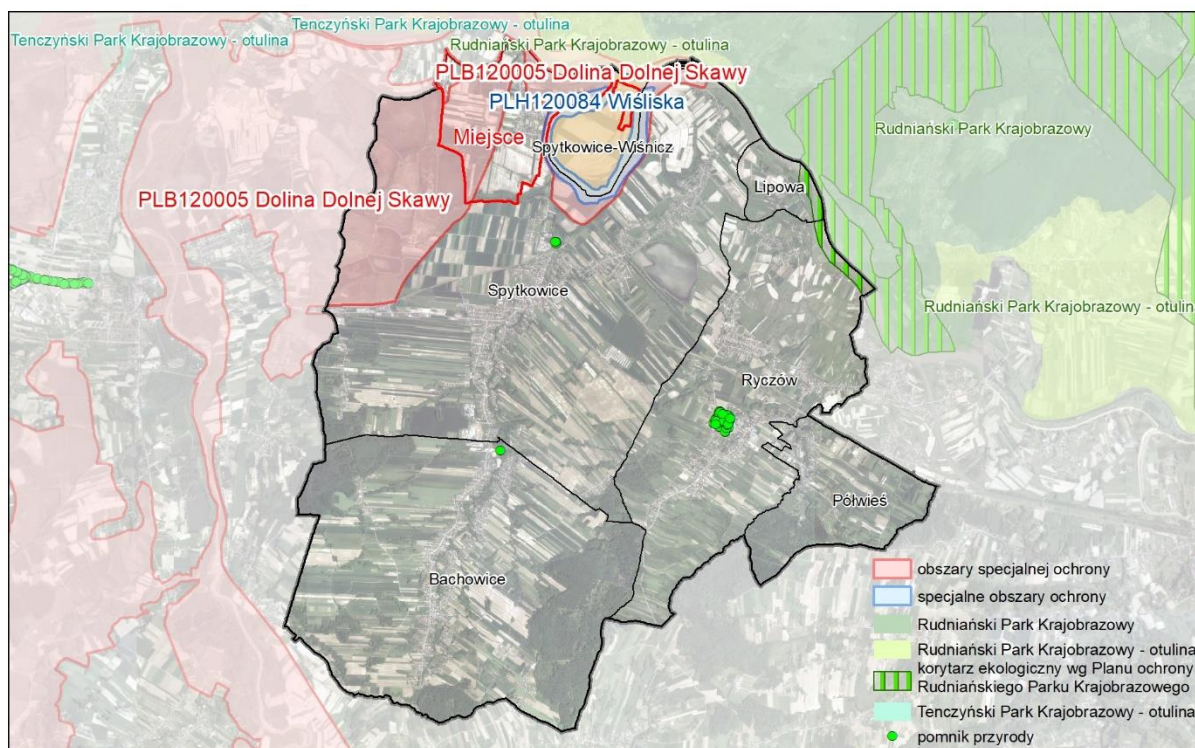 Tenczyński Park Krajobrazowy - otulina
Tenczyński Park Krajobrazowy - otulina
Rudniański Park Krajobrazowy - otulina
PLB120005 Dolina Dolnej Skawy
PLH120084 Wiśliska
Miejsce
Spytkowice-Wiśnicz
Rudniański Park Krajobrazowy
Lipowa
PLB120005 Dolina Dolnej Skawy
Spytkowice
Rudniański Park Krajobrazowy - otulina
Ryczów
Półwieś
Bachowice
obszary specjalnej ochrony
specjalne obszary ochrony
Rudniański Park Krajobrazowy
Rudniański Park Krajobrazowy - otulina
korytarz ekologiczny wg Planu ochrony
Rudniańskiego Parku Krajobrazowego
Tenczyński Park Krajobrazowy - otulina
pomnik przyrody